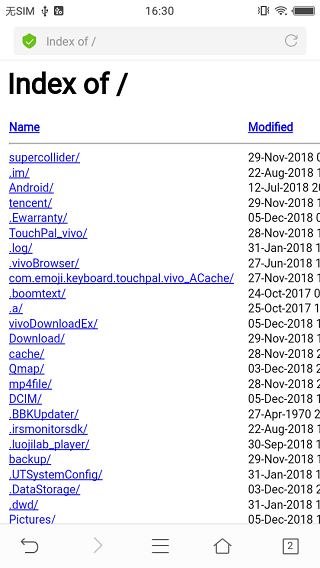 无SIM 16:30
Index of /
Index of /
Name Modified
supercollider/ 29-Nov-2018 0
.im/ 22-Aug-2018 1
Android/ 12-Jul-2018 20
tencent/ 29-Nov-2018 1
.Ewarranty/ 05-Dec-2018 0
TouchPal_vivo/ 28-Nov-2018 1
.log/ 31-Jan-2018 1
.vivoBrowser/ 27-Jun-2018 1
com.emoji.keyboard.touchpal.vivo_ACache/ 27-Nov-2018 1
.boomtext/ 24-Oct-2017 0
.a/ 25-Oct-2017 1
vivoDownloadEx/ 05-Dec-2018 1
Download/ 29-Nov-2018 1
cache/ 28-Nov-2018 2
Qmap/ 03-Dec-2018 2
mp4file/ 28-Nov-2018 2
DCIM/ 05-Dec-2018 1
.BBKUpdater/ 27-Apr-1970 2
.irsmonitorsdk/ 22-Aug-2018 1
.luojilab_player/ 30-Sep-2018 1
backup/ 29-Nov-2018 1
.UTSystemConfig/ 31-Jan-2018 1
.DataStorage/ 03-Dec-2018 2
.dwd/ 31-Jan-2018 1
Pictures/ 05-Dec-2018 1
2